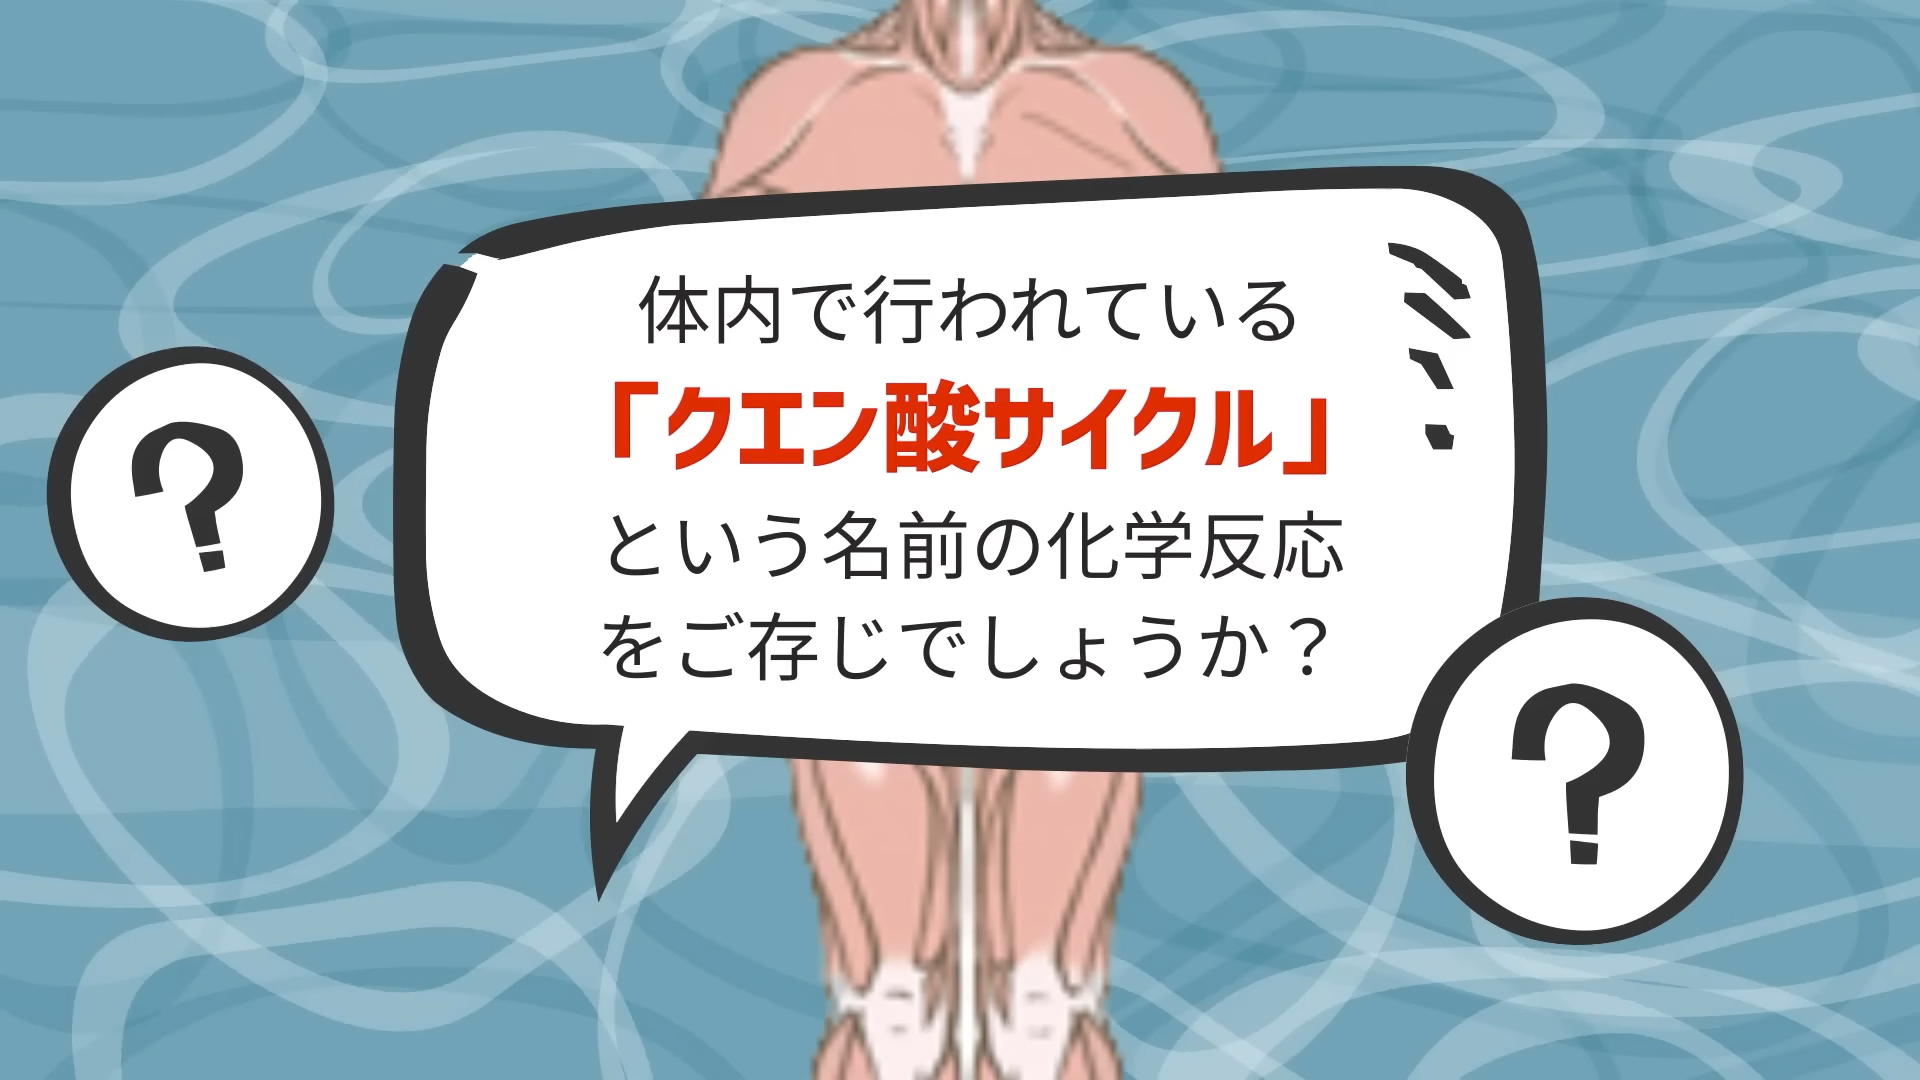 体内で行われている
「クエン酸サイクル」
という名前の化学反応
をご存じでしょうか？
?
?